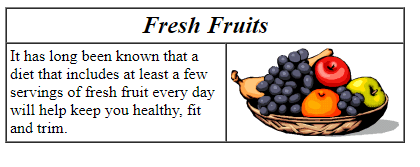 Fresh Fruits
It has long been known that a
diet that includes at least a few
servings of fresh fruit every day
will help keep you healthy, fit
and trim.